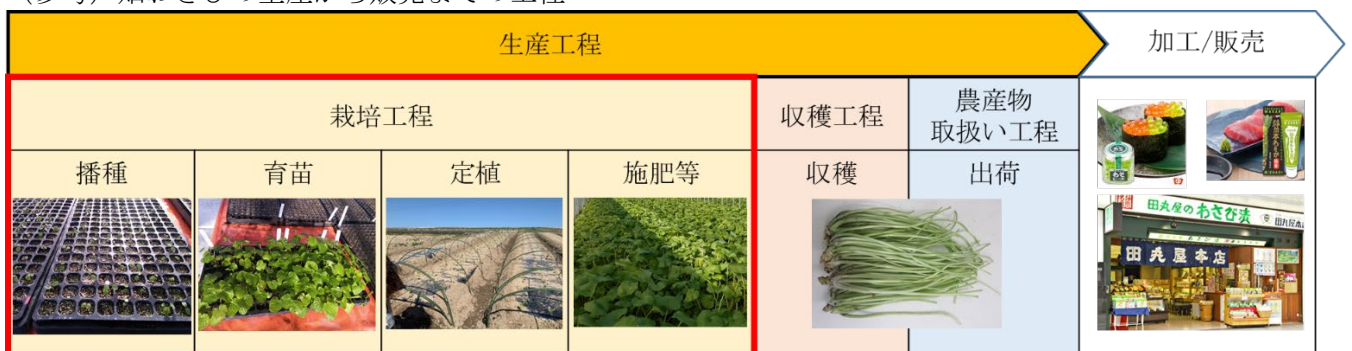 生産工程
加工/販売
栽培工程
収穫工程
農産物
取扱い工程
播種
育苗
定植
施肥等
収穫
出荷
田丸屋のわさび漬
田丸屋本店